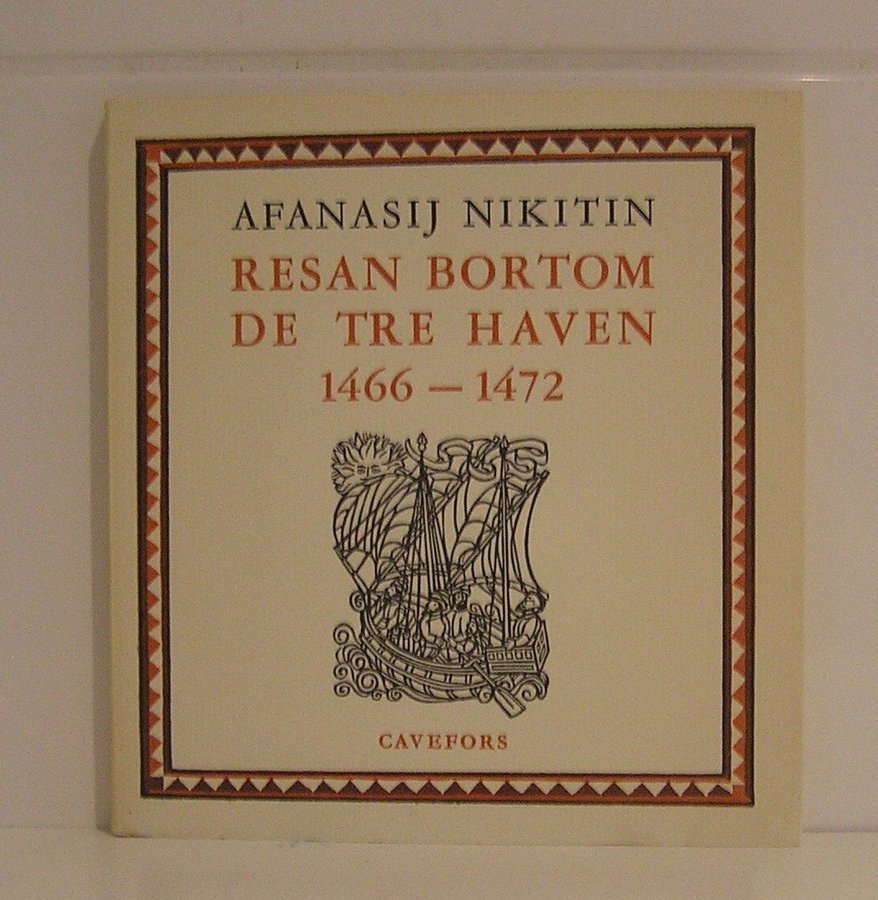 AFANASIJ NIKITIN
RESAN BORTOM
DE TRE HAVEN
1466 — 1472
CAVEFORS